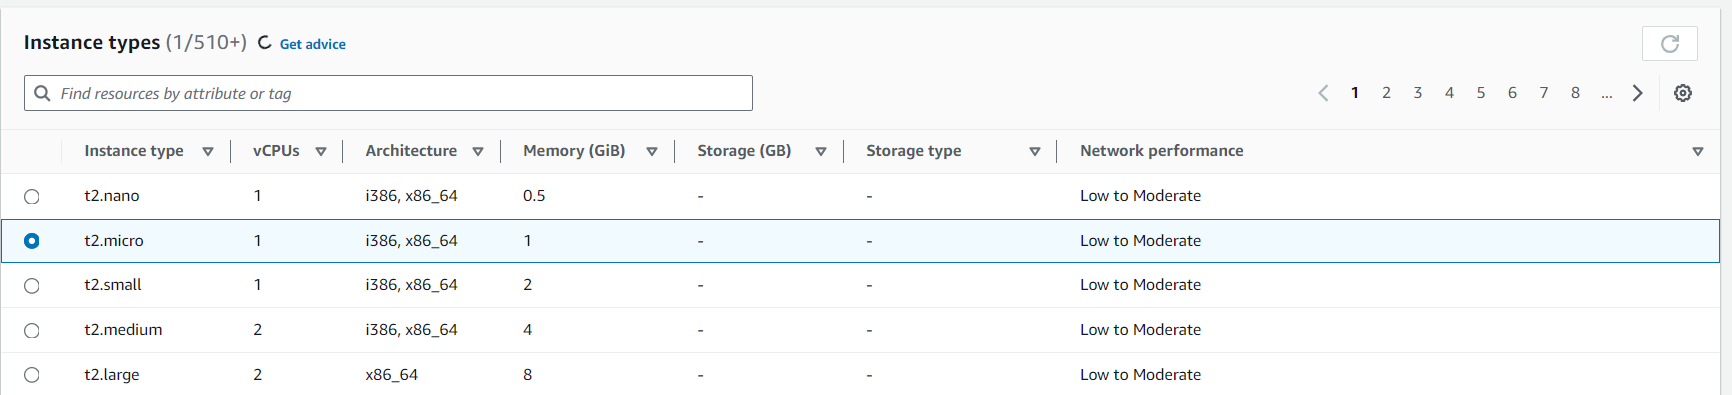 Instance types (1/510+) Get advice
Find resources by attribute or tag
1 2 3 4 5 6 7 8 ...
Instance type vCPUs Architecture Memory (GiB) Storage (GB) Storage type Network performance
t2.nano 1 i386, x86_64 0.5 - - Low to Moderate
t2.micro 1 i386, x86_64 1 - - Low to Moderate
t2.small 1 i386, x86_64 2 - - Low to Moderate
t2.medium 2 i386, x86_64 4 - - Low to Moderate
t2.large 2 x86_64 8 - - Low to Moderate